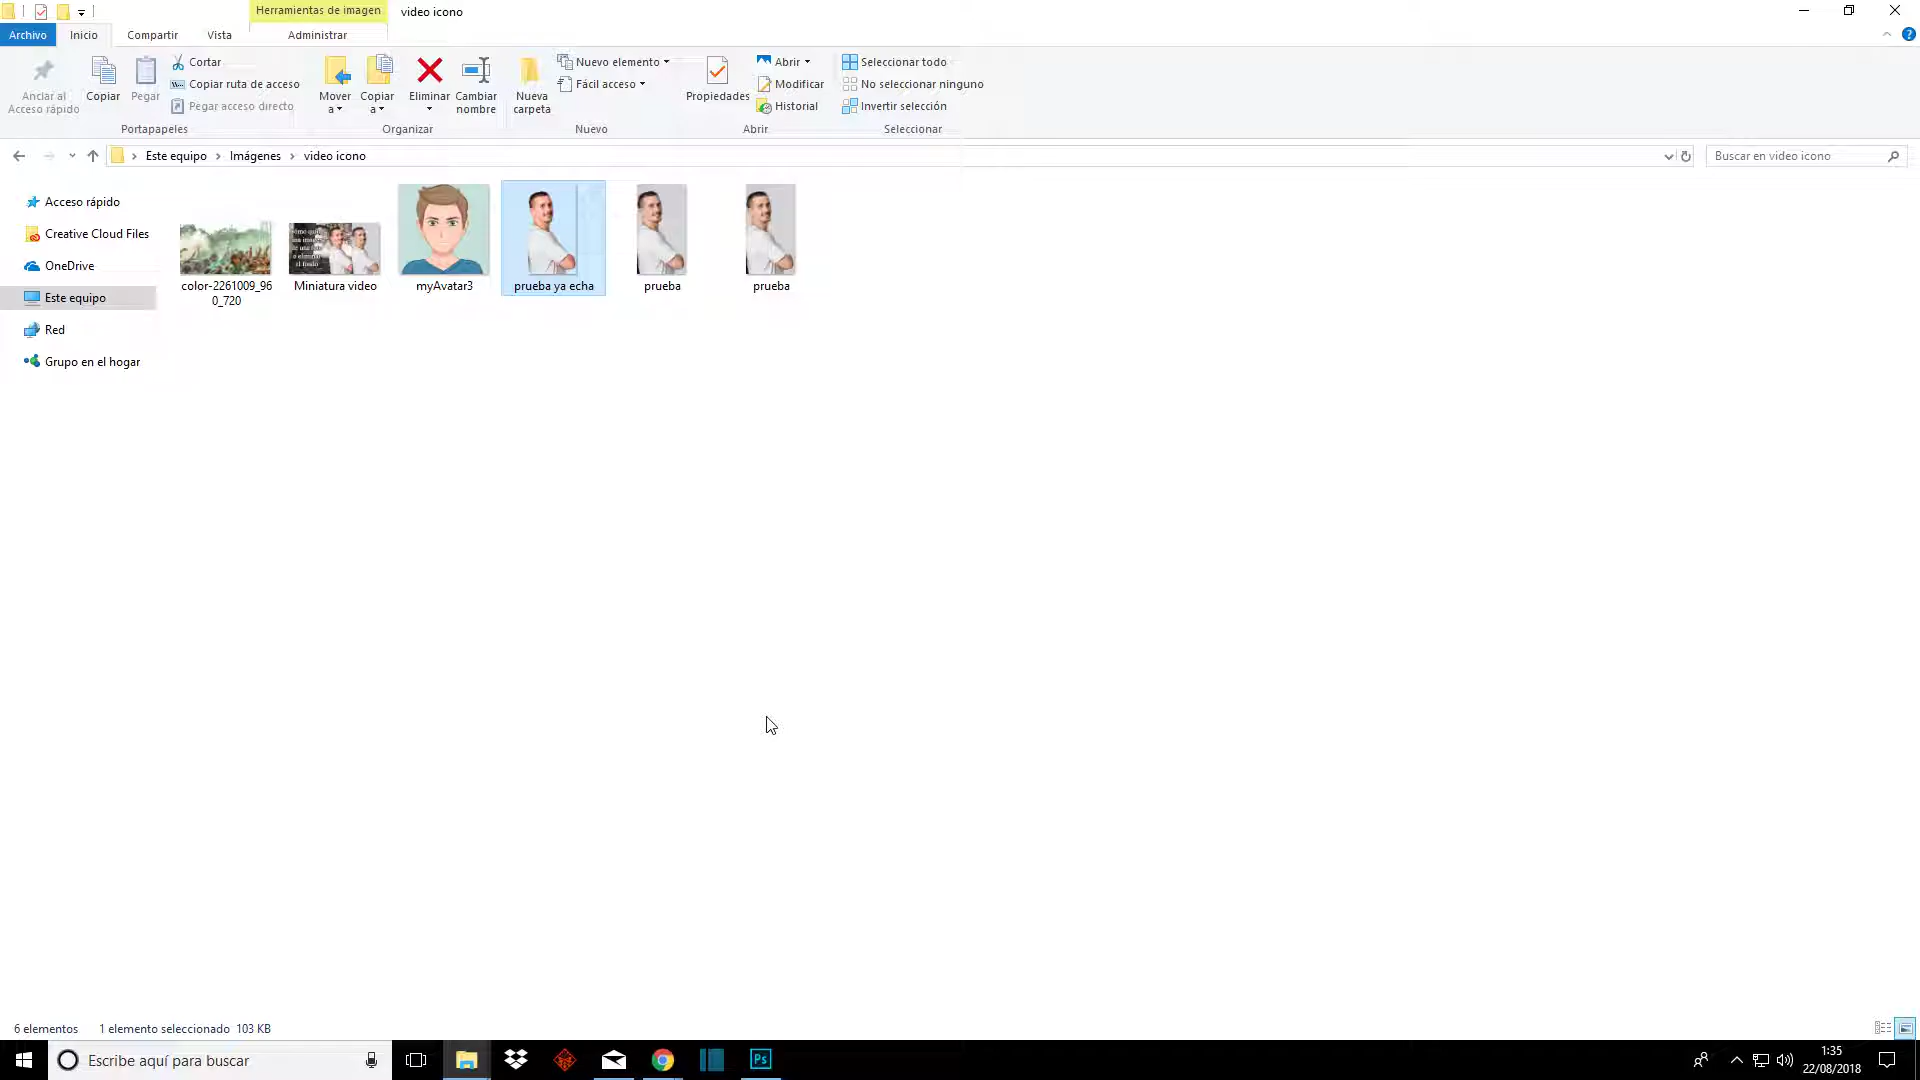 Herramientas de imagen
video icono
Archivo
Inicio
Compartir
Vista
Administrar
Anclar al
Acceso rápido
Copiar
Pegar
Cortar
Copiar ruta de acceso
Pegar acceso directo
Portapapeles
Mover
a
Copiar
a
Eliminar
Cambiar
nombre
Organizar
Nueva
carpeta
Nuevo elemento
Fácil acceso
Nuevo
Propiedades
Abrir
Modificar
Historial
Abrir
Seleccionar todo
No seleccionar ninguno
Invertir selección
Seleccionar
Este equipo
Imágenes
video icono
Buscar en video icono
Acceso rápido
Creative Cloud Files
OneDrive
Este equipo
Red
Grupo en el hogar
color-2261009_96
0_720
Miniatura video
myAvatar3
prueba ya echa
prueba
prueba
6 elementos
1 elemento seleccionado 103 KB
Escribe aquí para buscar
Ps
1:35
22/08/2018